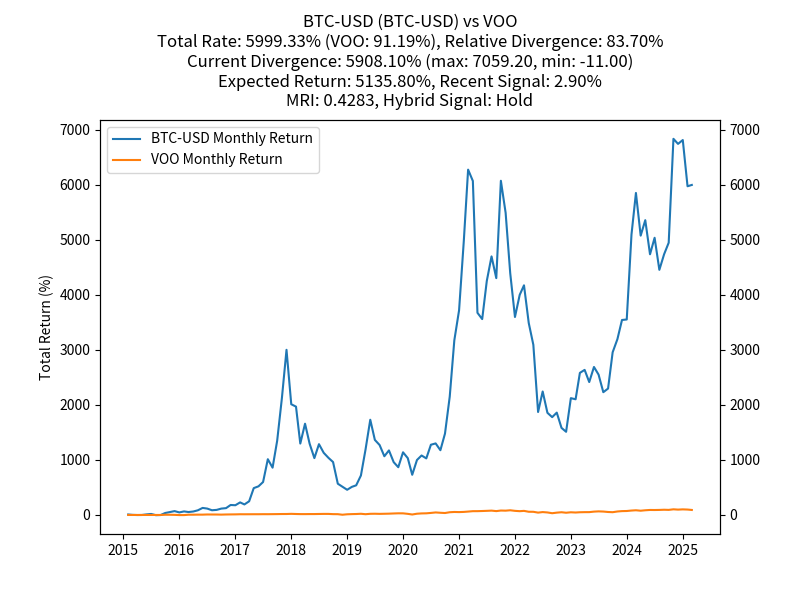 BTC-USD (BTC-USD) vs VOO
Total Rate: 5999.33% (VOO: 91.19%), Relative Divergence: 83.70%
Current Divergence: 5908.10% (max: 7059.20, min: -11.00)
Expected Return: 5135.80%, Recent Signal: 2.90%
MRI: 0.4283, Hybrid Signal: Hold
BTC-USD Monthly Return
VOO Monthly Return
Total Return (%)
7000
6000
5000
4000
3000
2000
1000
0
7000
6000
5000
4000
3000
2000
1000
0
2015 2016 2017 2018 2019 2020 2021 2022 2023 2024 2025